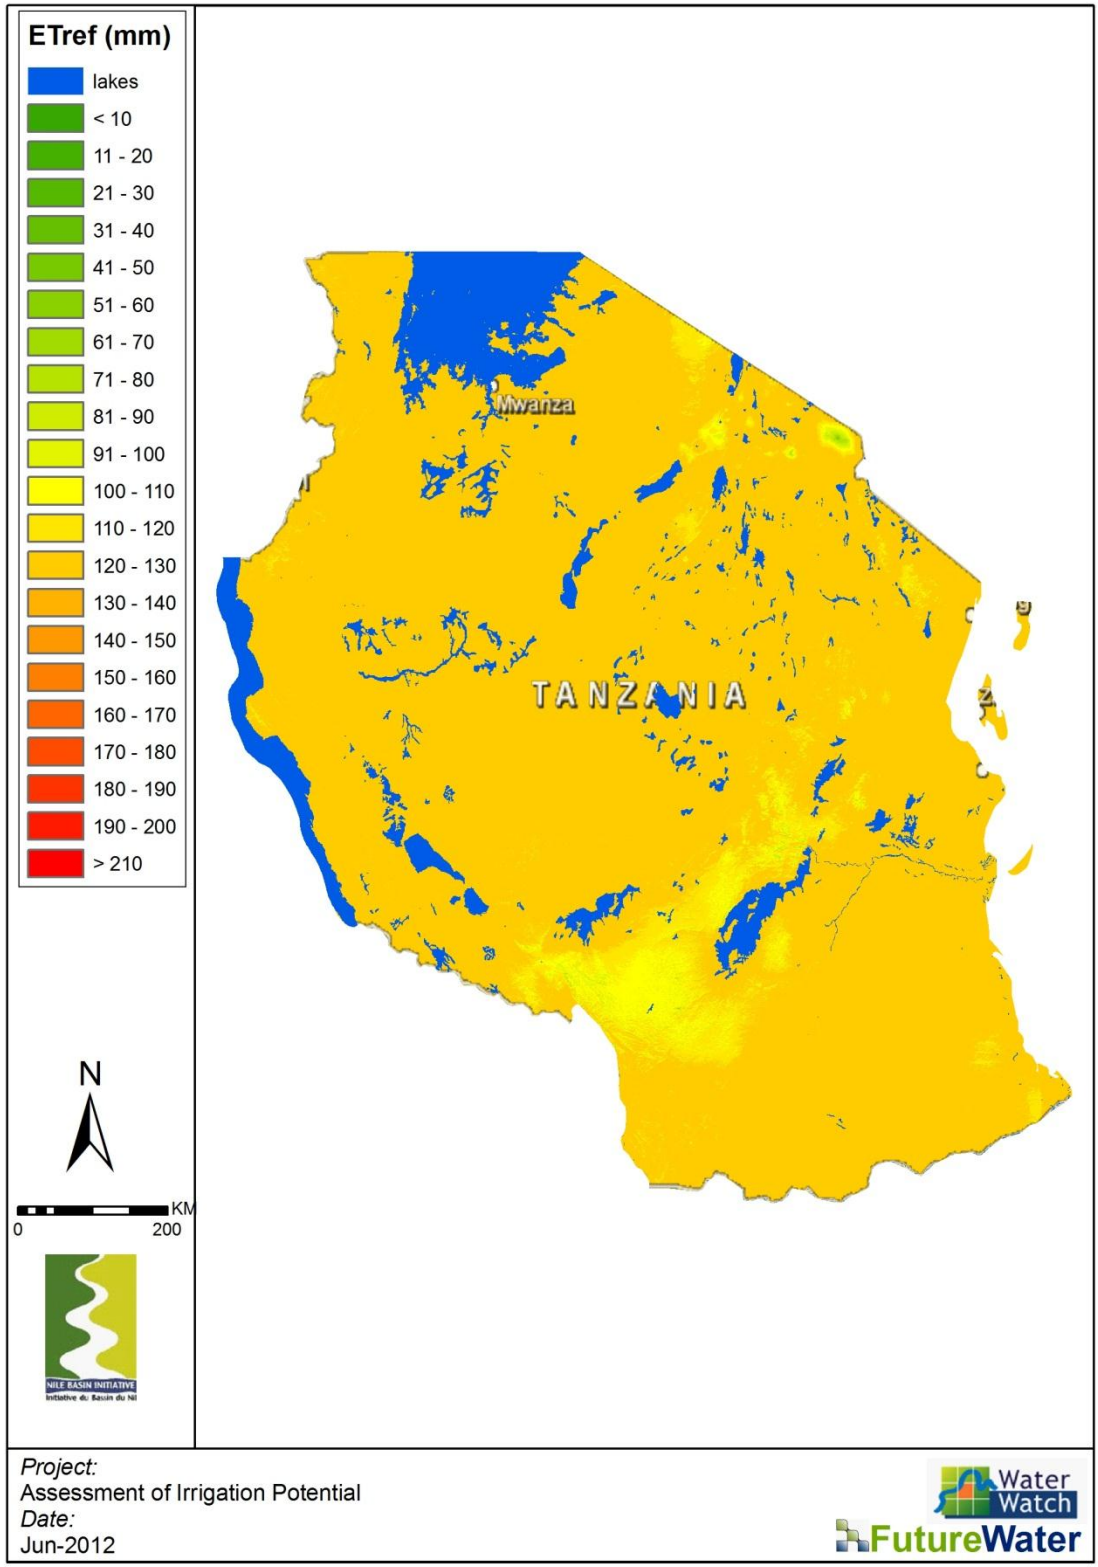 ETref (mm)
lakes
< 10
11 - 20
21 - 30
31 - 40
41 - 50
51 - 60
61 - 70
71 - 80
81 - 90
91 - 100
100 - 110
110 - 120
120 - 130
130 - 140
140 - 150
150 - 160
160 - 170
170 - 180
180 - 190
190 - 200
> 210
Mwanza
TANZANIA
Z
N
KM
0 200
NILE BASIN INITIATIVE
Initiative du Bassin du Nil
Project:
Assessment of Irrigation Potential
Date:
Jun-2012
Water
Watch
FutureWater